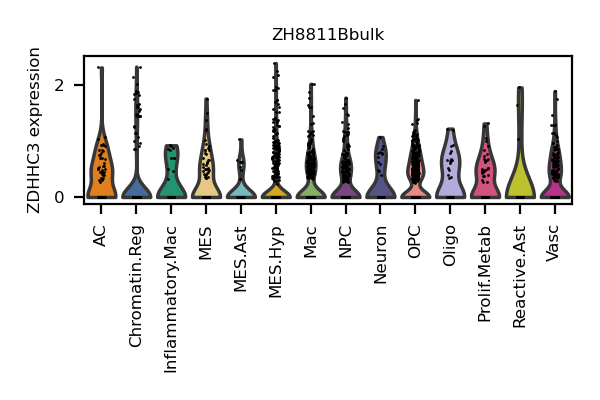 ZH8811Bbulk
ZDHHC3 expression
2
0
AC
Chromatin.Reg
Inflammatory.Mac
MES
MES.Ast
MES.Hyp
Mac
NPC
Neuron
OPC
Oligo
Prolif.Metab
Reactive.Ast
Vasc